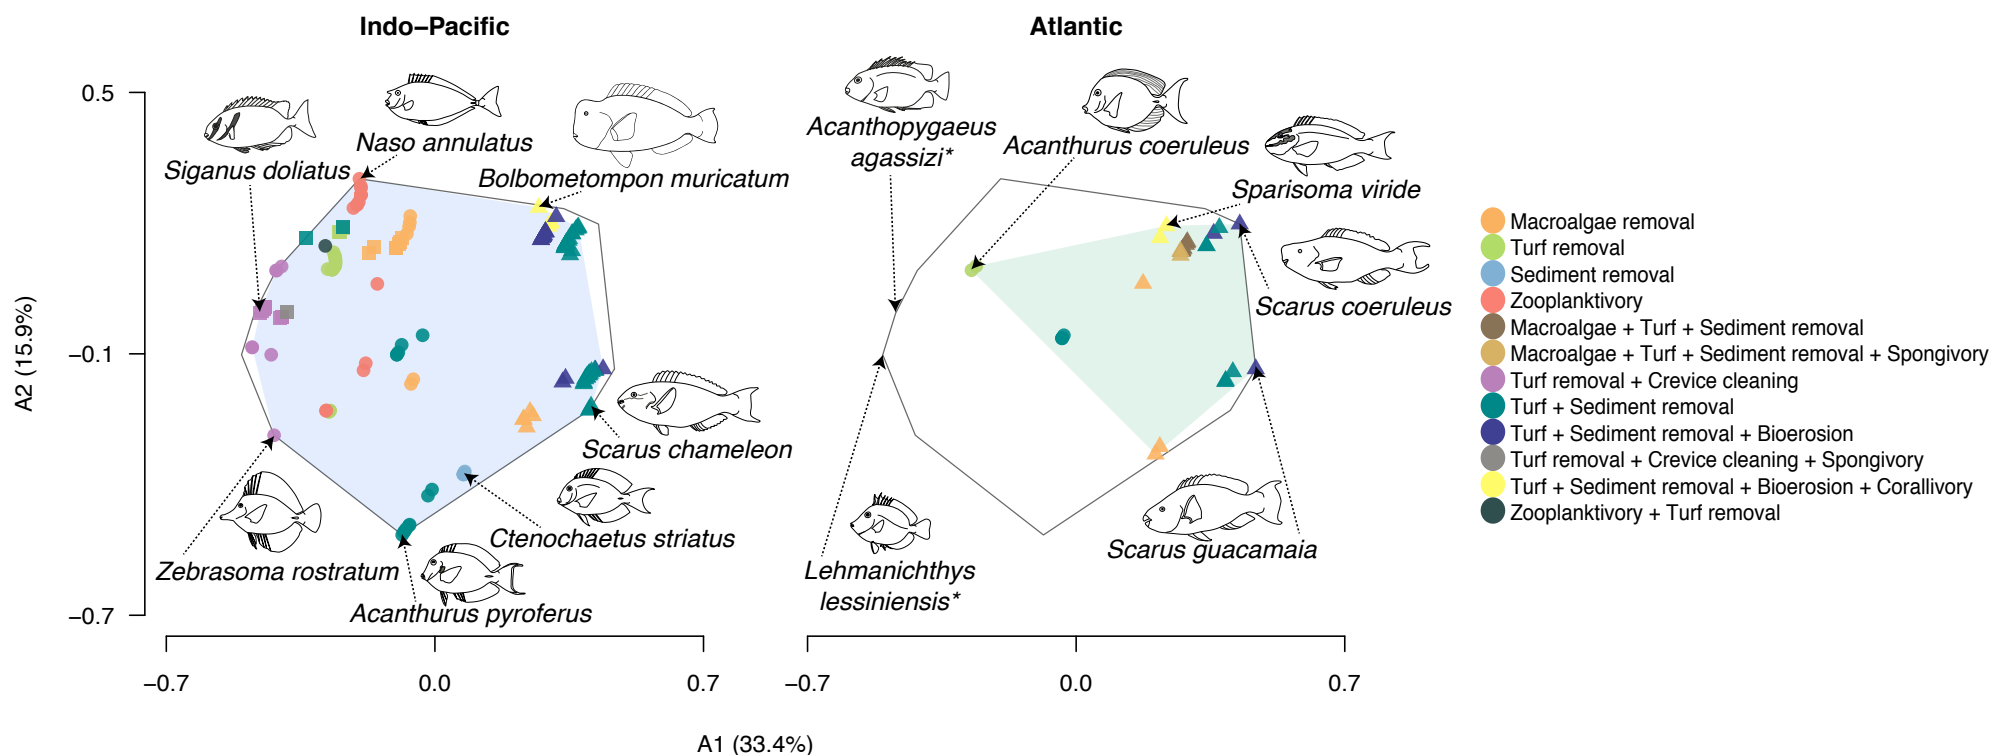 Indo–Pacific
Atlantic
0.5
−0.1
−0.7
A2 (15.9%)
Siganus doliatus
Naso annulatus
Bolbometompon muricatum
Scarus chameleon
Ctenochaetus striatus
Zebrasoma rostratum
Acanthurus pyroferus
−0.7
0.0
0.7
Acanthopygaeus
agassizi*
Acanthurus coeruleus
Sparisoma viride
Scarus coeruleus
Scarus guacamaia
Lehmanichthys
lessiniensis*
−0.7
0.0
0.7
A1 (33.4%)
Macroalgae removal
Turf removal
Sediment removal
Zooplanktivory
Macroalgae + Turf + Sediment removal
Macroalgae + Turf + Sediment removal + Spongivory
Turf removal + Crevice cleaning
Turf + Sediment removal
Turf + Sediment removal + Bioerosion
Turf removal + Crevice cleaning + Spongivory
Turf + Sediment removal + Bioerosion + Corallivory
Zooplanktivory + Turf removal